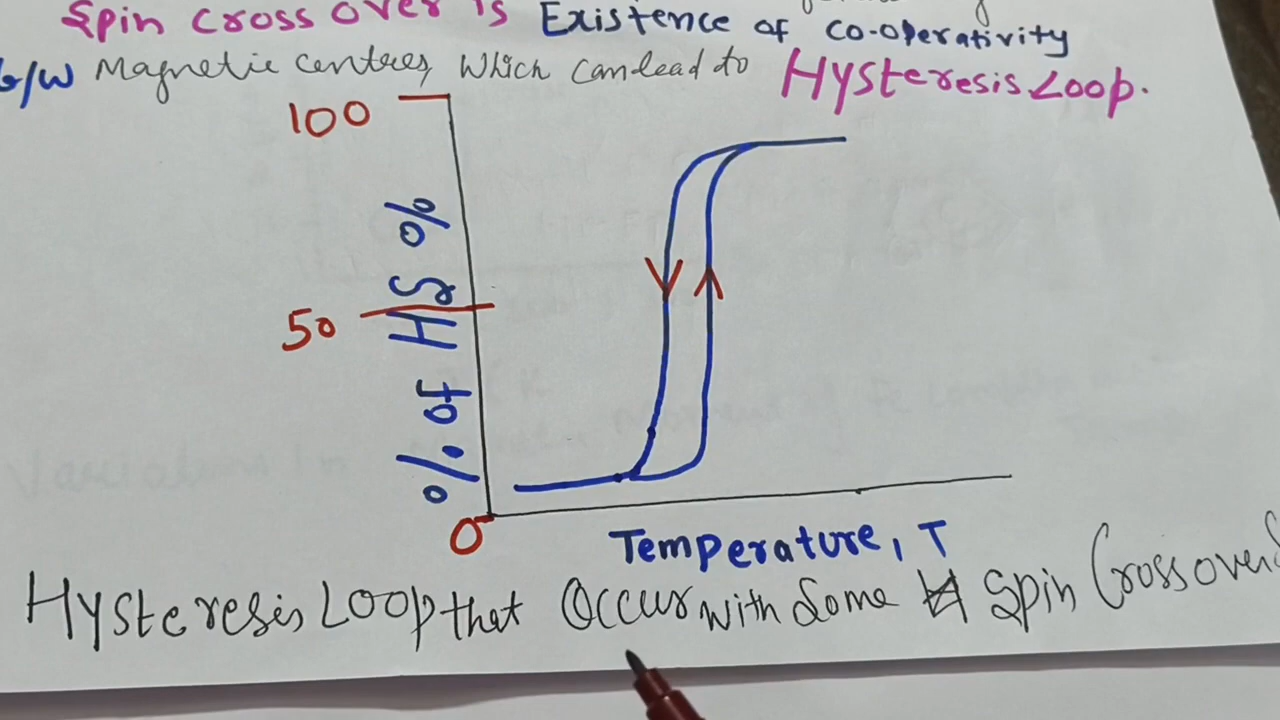 Spin Cross Over is Existence of co-operativity
b/w Magnetic centres, which can lead to Hysteresis Loop.
100
50
0
% of HS %
Temperature, T
Hysteresis Loop that Occur with Some Spin Crossover